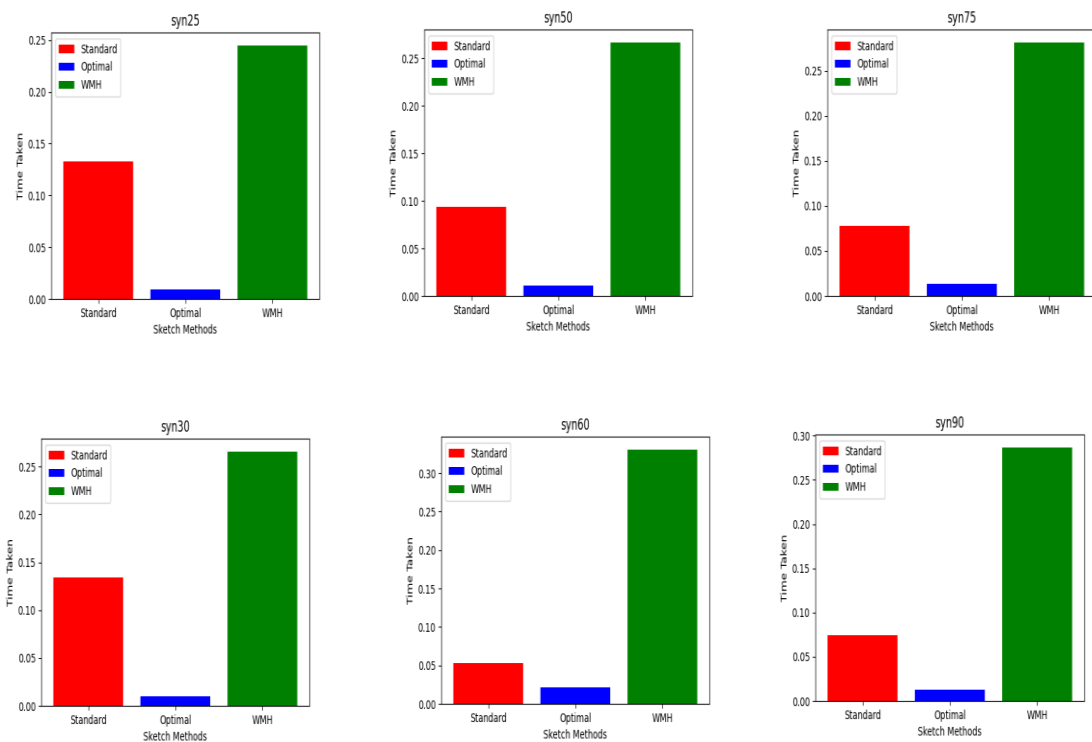 syn25
0.25
0.20
0.15
0.10
0.05
0.00
Time Taken
Standard
Optimal
WMH
Standard Optimal WMH
Sketch Methods
syn50
0.25
0.20
0.15
0.10
0.05
0.00
Time Taken
Standard
Optimal
WMH
Standard Optimal WMH
Sketch Methods
syn75
0.25
0.20
0.15
0.10
0.05
0.00
Time Taken
Standard
Optimal
WMH
Standard Optimal WMH
Sketch Methods
syn30
0.25
0.20
0.15
0.10
0.05
0.00
Time Taken
Standard
Optimal
WMH
Standard Optimal WMH
Sketch Methods
syn60
0.30
0.25
0.20
0.15
0.10
0.05
0.00
Time Taken
Standard
Optimal
WMH
Standard Optimal WMH
Sketch Methods
syn90
0.30
0.25
0.20
0.15
0.10
0.05
0.00
Time Taken
Standard
Optimal
WMH
Standard Optimal WMH
Sketch Methods